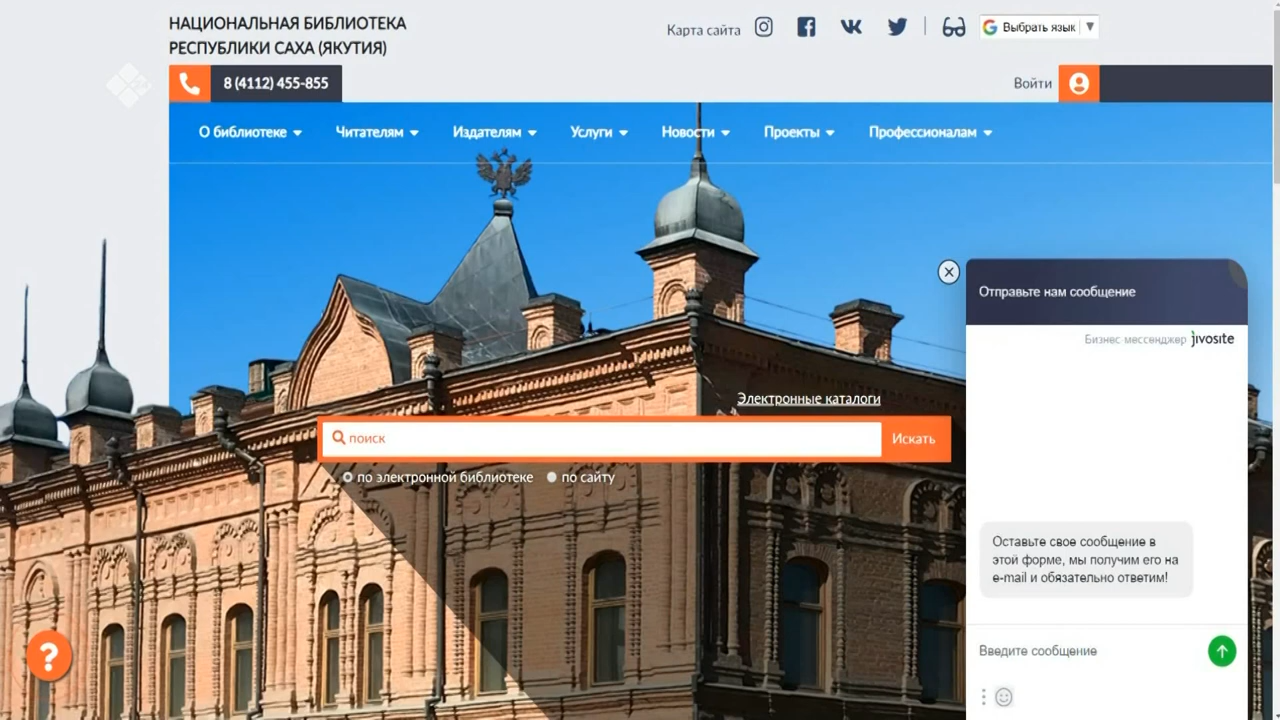 НАЦИОНАЛЬНАЯ БИБЛИОТЕКА
РЕСПУБЛИКИ САХА (ЯКУТИЯ)
Карта сайта
Выбрать язык
8 (4112) 455-855
Войти
О библиотеке
Читателям
Издателям
Услуги
Новости
Проекты
Профессионалам
Электронные каталоги
поиск
Искать
по электронной библиотеке
по сайту
Отправьте нам сообщение
Бизнес-мессенджер jivosite
Оставьте свое сообщение в
этой форме, мы получим его на
e-mail и обязательно ответим!
Введите сообщение
?